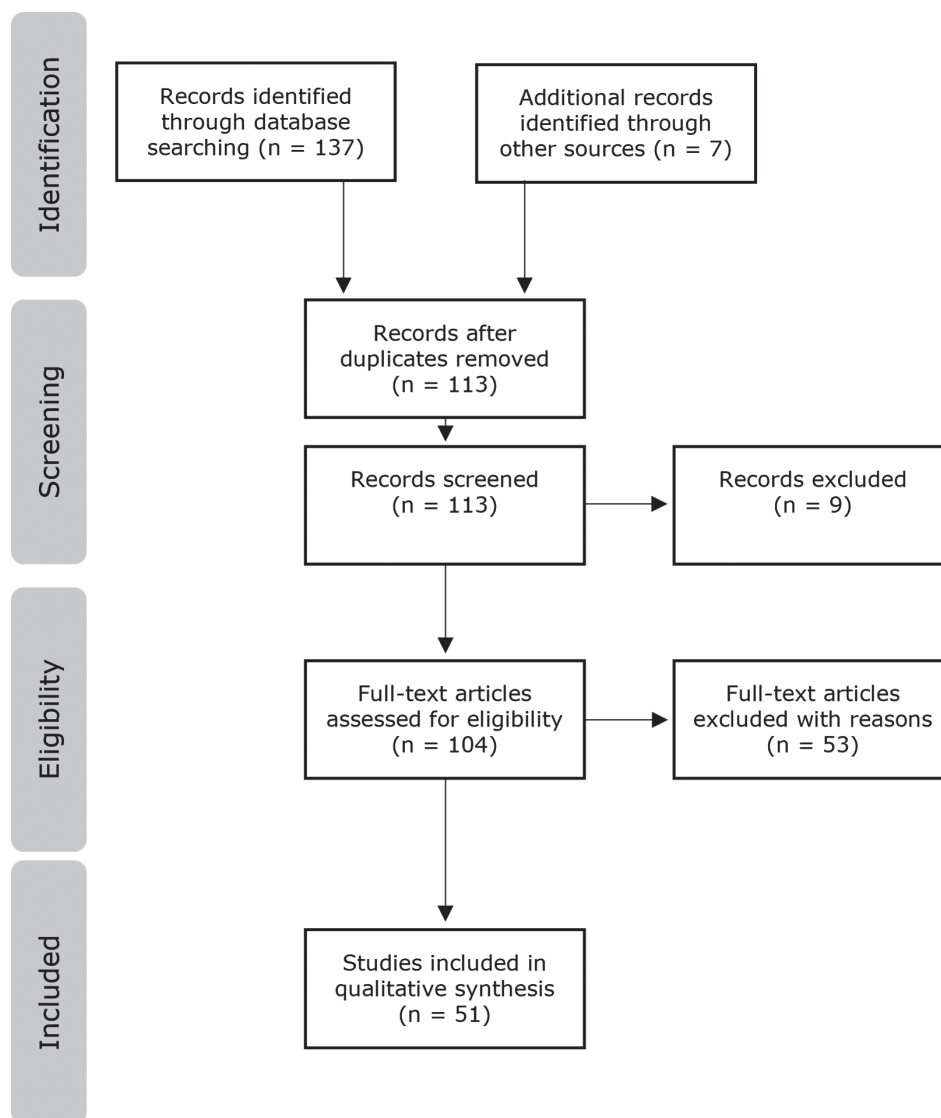 Identification
Records identified
through database
searching (n = 137)
Additional records
identified through
other sources (n = 7)
Screening
Records after
duplicates removed
(n = 113)
Records screened
(n = 113)
Records excluded
(n = 9)
Eligibility
Full-text articles
assessed for eligibility
(n = 104)
Full-text articles
excluded with reasons
(n = 53)
Included
Studies included in
qualitative synthesis
(n = 51)